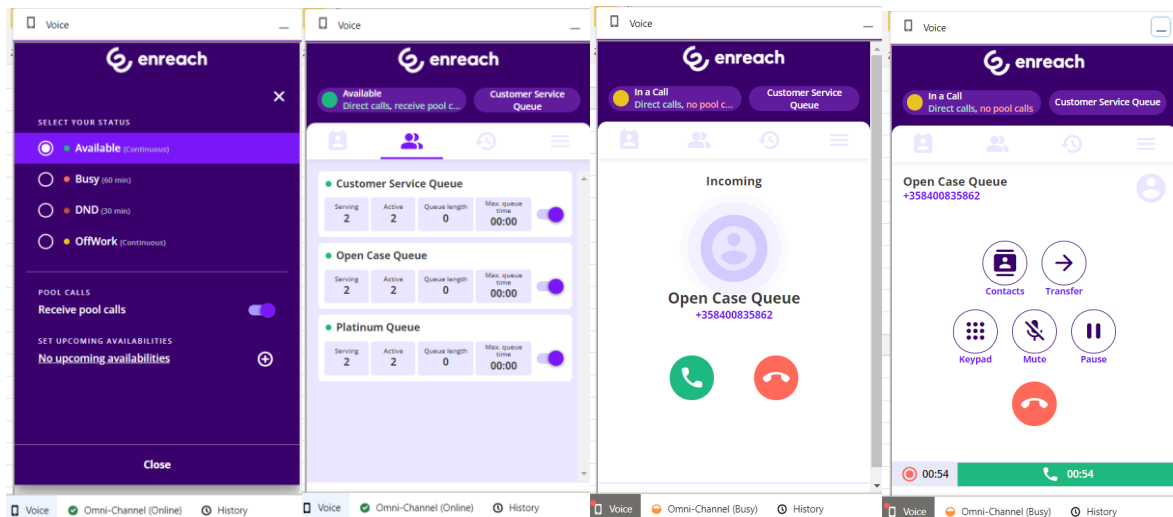 Voice
enreach
SELECT YOUR STATUS
Available (Continuous)
Busy (60 min)
DND (30 min)
OffWork (Continuous)
POOL CALLS
Receive pool calls
SET UPCOMING AVAILABILITIES
No upcoming availabilities
Close
Voice
Omni-Channel (Online)
History
Voice
enreach
Available
Direct calls, receive pool c...
Customer Service
Queue
Customer Service Queue
Serving
2
Active
2
Queue length
0
Max. queue
time
00:00
Open Case Queue
Serving
2
Active
2
Queue length
0
Max. queue
time
00:00
Platinum Queue
Serving
2
Active
2
Queue length
0
Max. queue
time
00:00
Voice
Omni-Channel (Online)
History
Voice
enreach
In a Call
Direct calls, no pool c...
Customer Service
Queue
Incoming
Open Case Queue
+358400835862
Voice
Omni-Channel (Busy)
History
Voice
enreach
In a Call
Direct calls, no pool calls
Customer Service Queue
Open Case Queue
+358400835862
Contacts
Transfer
Keypad
Mute
Pause
00:54
00:54
Voice
Omni-Channel (Busy)
History